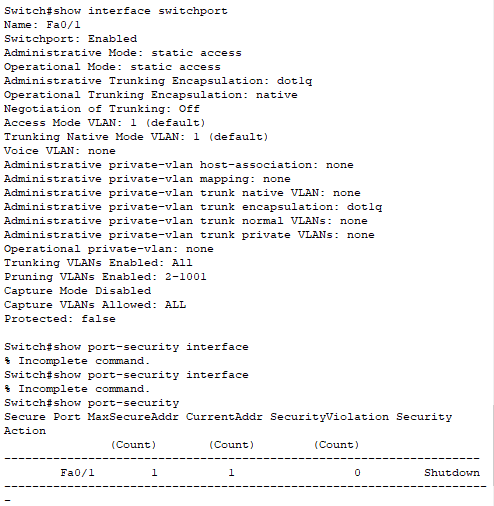 Switch#show interface switchport
Name: Fa0/1
Switchport: Enabled
Administrative Mode: static access
Operational Mode: static access
Administrative Trunking Encapsulation: dot1q
Operational Trunking Encapsulation: native
Negotiation of Trunking: Off
Access Mode VLAN: 1 (default)
Trunking Native Mode VLAN: 1 (default)
Voice VLAN: none
Administrative private-vlan host-association: none
Administrative private-vlan mapping: none
Administrative private-vlan trunk native VLAN: none
Administrative private-vlan trunk encapsulation: dot1q
Administrative private-vlan trunk normal VLANs: none
Administrative private-vlan trunk private VLANs: none
Operational private-vlan: none
Trunking VLANs Enabled: All
Pruning VLANs Enabled: 2-1001
Capture Mode Disabled
Capture VLANs Allowed: ALL
Protected: false
Switch#show port-security interface
% Incomplete command.
Switch#show port-security interface
% Incomplete command.
Switch#show port-security
Secure Port MaxSecureAddr CurrentAddr SecurityViolation Security
Action
(Count) (Count) (Count)
--------------------------------------------------------------------
Fa0/1 1 1 0 Shutdown
---------------------------------------------------------------------
-